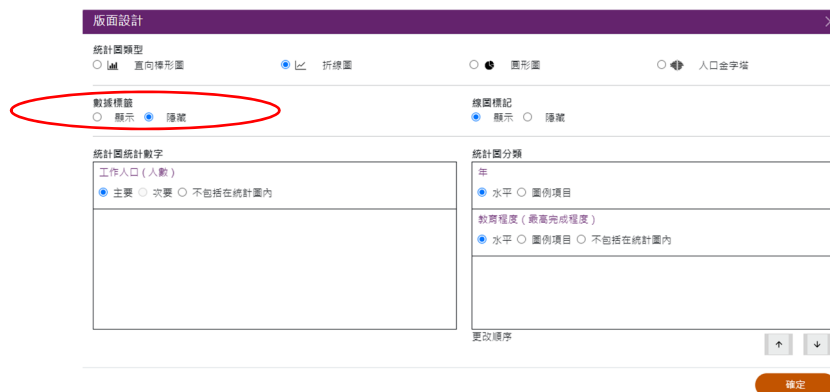 版面設計
統計圖類型
直向棒形圖 折線圖 圓形圖 人口金字塔
數據標籤 線圖標記
顯示 隱藏 顯示 隱藏
統計圖統計數字 統計圖分類
工作人口（人數） 年
主要 次要 不包括在統計圖內 水平 圖例項目
教育程度（最高完成程度）
水平 圖例項目 不包括在統計圖內
更改順序
確定